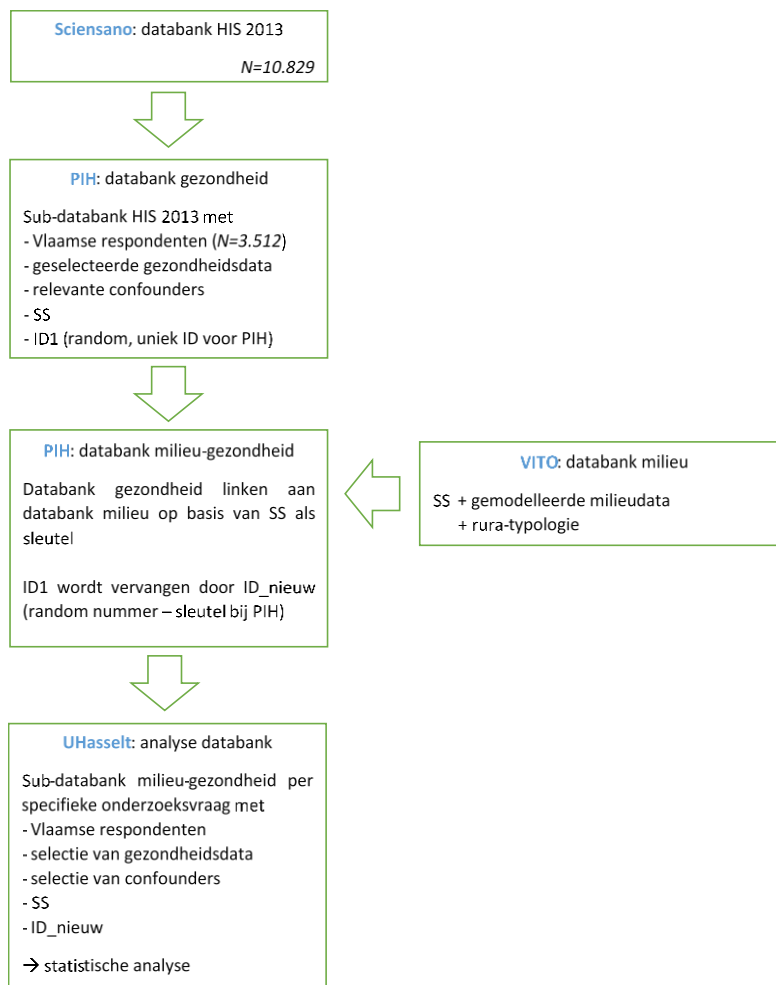 Sciensano: databank HIS 2013
N=10.829
PIH: databank gezondheid
Sub-databank HIS 2013 met
- Vlaamse respondenten (N=3.512)
- geselecteerde gezondheidsdata
- relevante confounders
- SS
- ID1 (random, uniek ID voor PIH)
PIH: databank milieu-gezondheid
Databank gezondheid linken aan
databank milieu op basis van SS als
sleutel
ID1 wordt vervangen door ID_nieuw
(random nummer – sleutel bij PIH)
VITO: databank milieu
SS + gemodelleerde milieudata
+ rura-typologie
UHasselt: analyse databank
Sub-databank milieu-gezondheid per
specifieke onderzoeksvraag met
- Vlaamse respondenten
- selectie van gezondheidsdata
- selectie van confounders
- SS
- ID_nieuw
→ statistische analyse